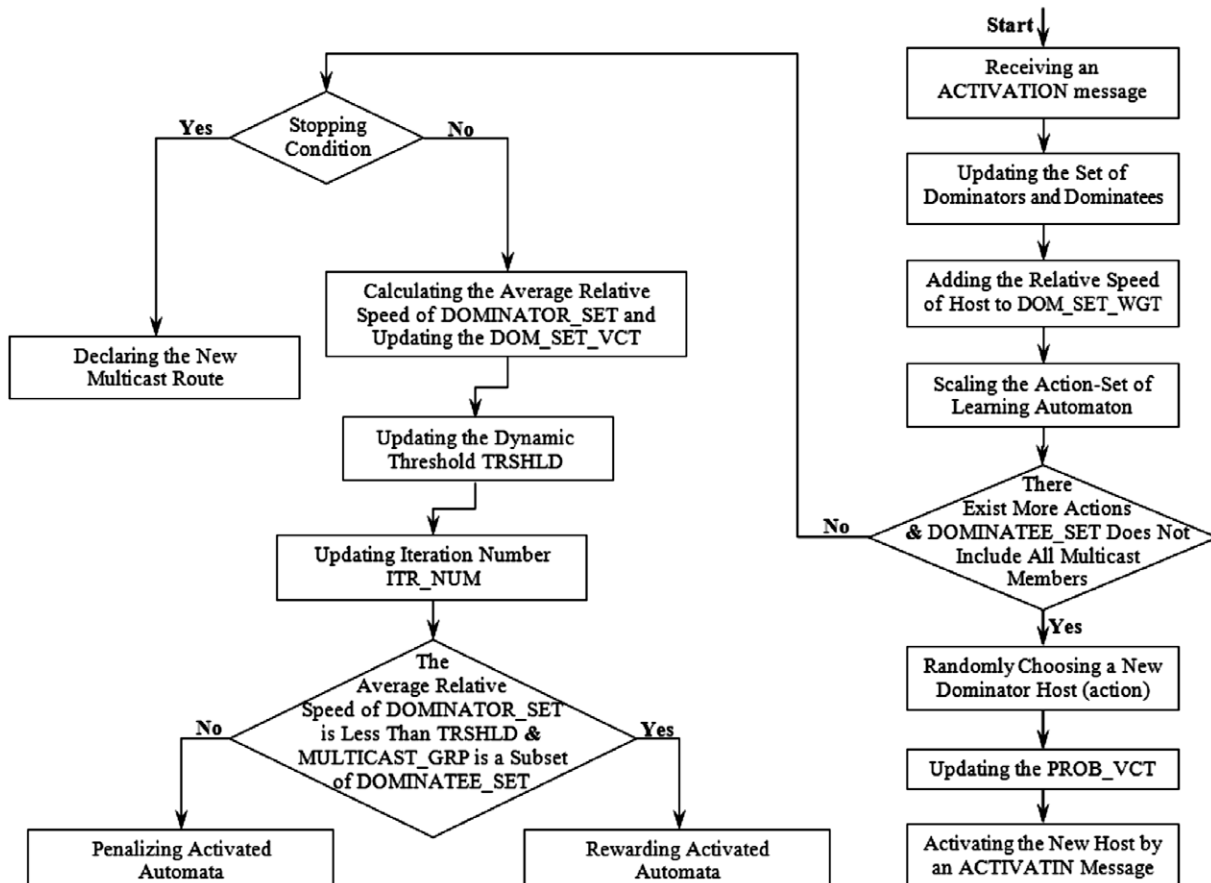 Start
Receiving an
ACTIVATION message
Updating the Set of
Dominators and Dominatees
Adding the Relative Speed
of Host to DOM_SET_WGT
Scaling the Action-Set of
Learning Automaton
There
Exist More Actions
& DOMINATEE_SET Does Not
Include All Multicast
Members
No
Yes
Randomly Choosing a New
Dominator Host (action)
Updating the PROB_VCT
Activating the New Host by
an ACTIVATIN Message
Stopping
Condition
Yes
No
Declaring the New
Multicast Route
Calculating the Average Relative
Speed of DOMINATOR_SET and
Updating the DOM_SET_VCT
Updating the Dynamic
Threshold TRSHLD
Updating Iteration Number
ITR_NUM
The
Average Relative
Speed of DOMINATOR_SET
is Less Than TRSHLD &
MULTICAST_GRP is a Subset
of DOMINATEE_SET
No
Yes
Penalizing Activated
Automata
Rewarding Activated
Automata